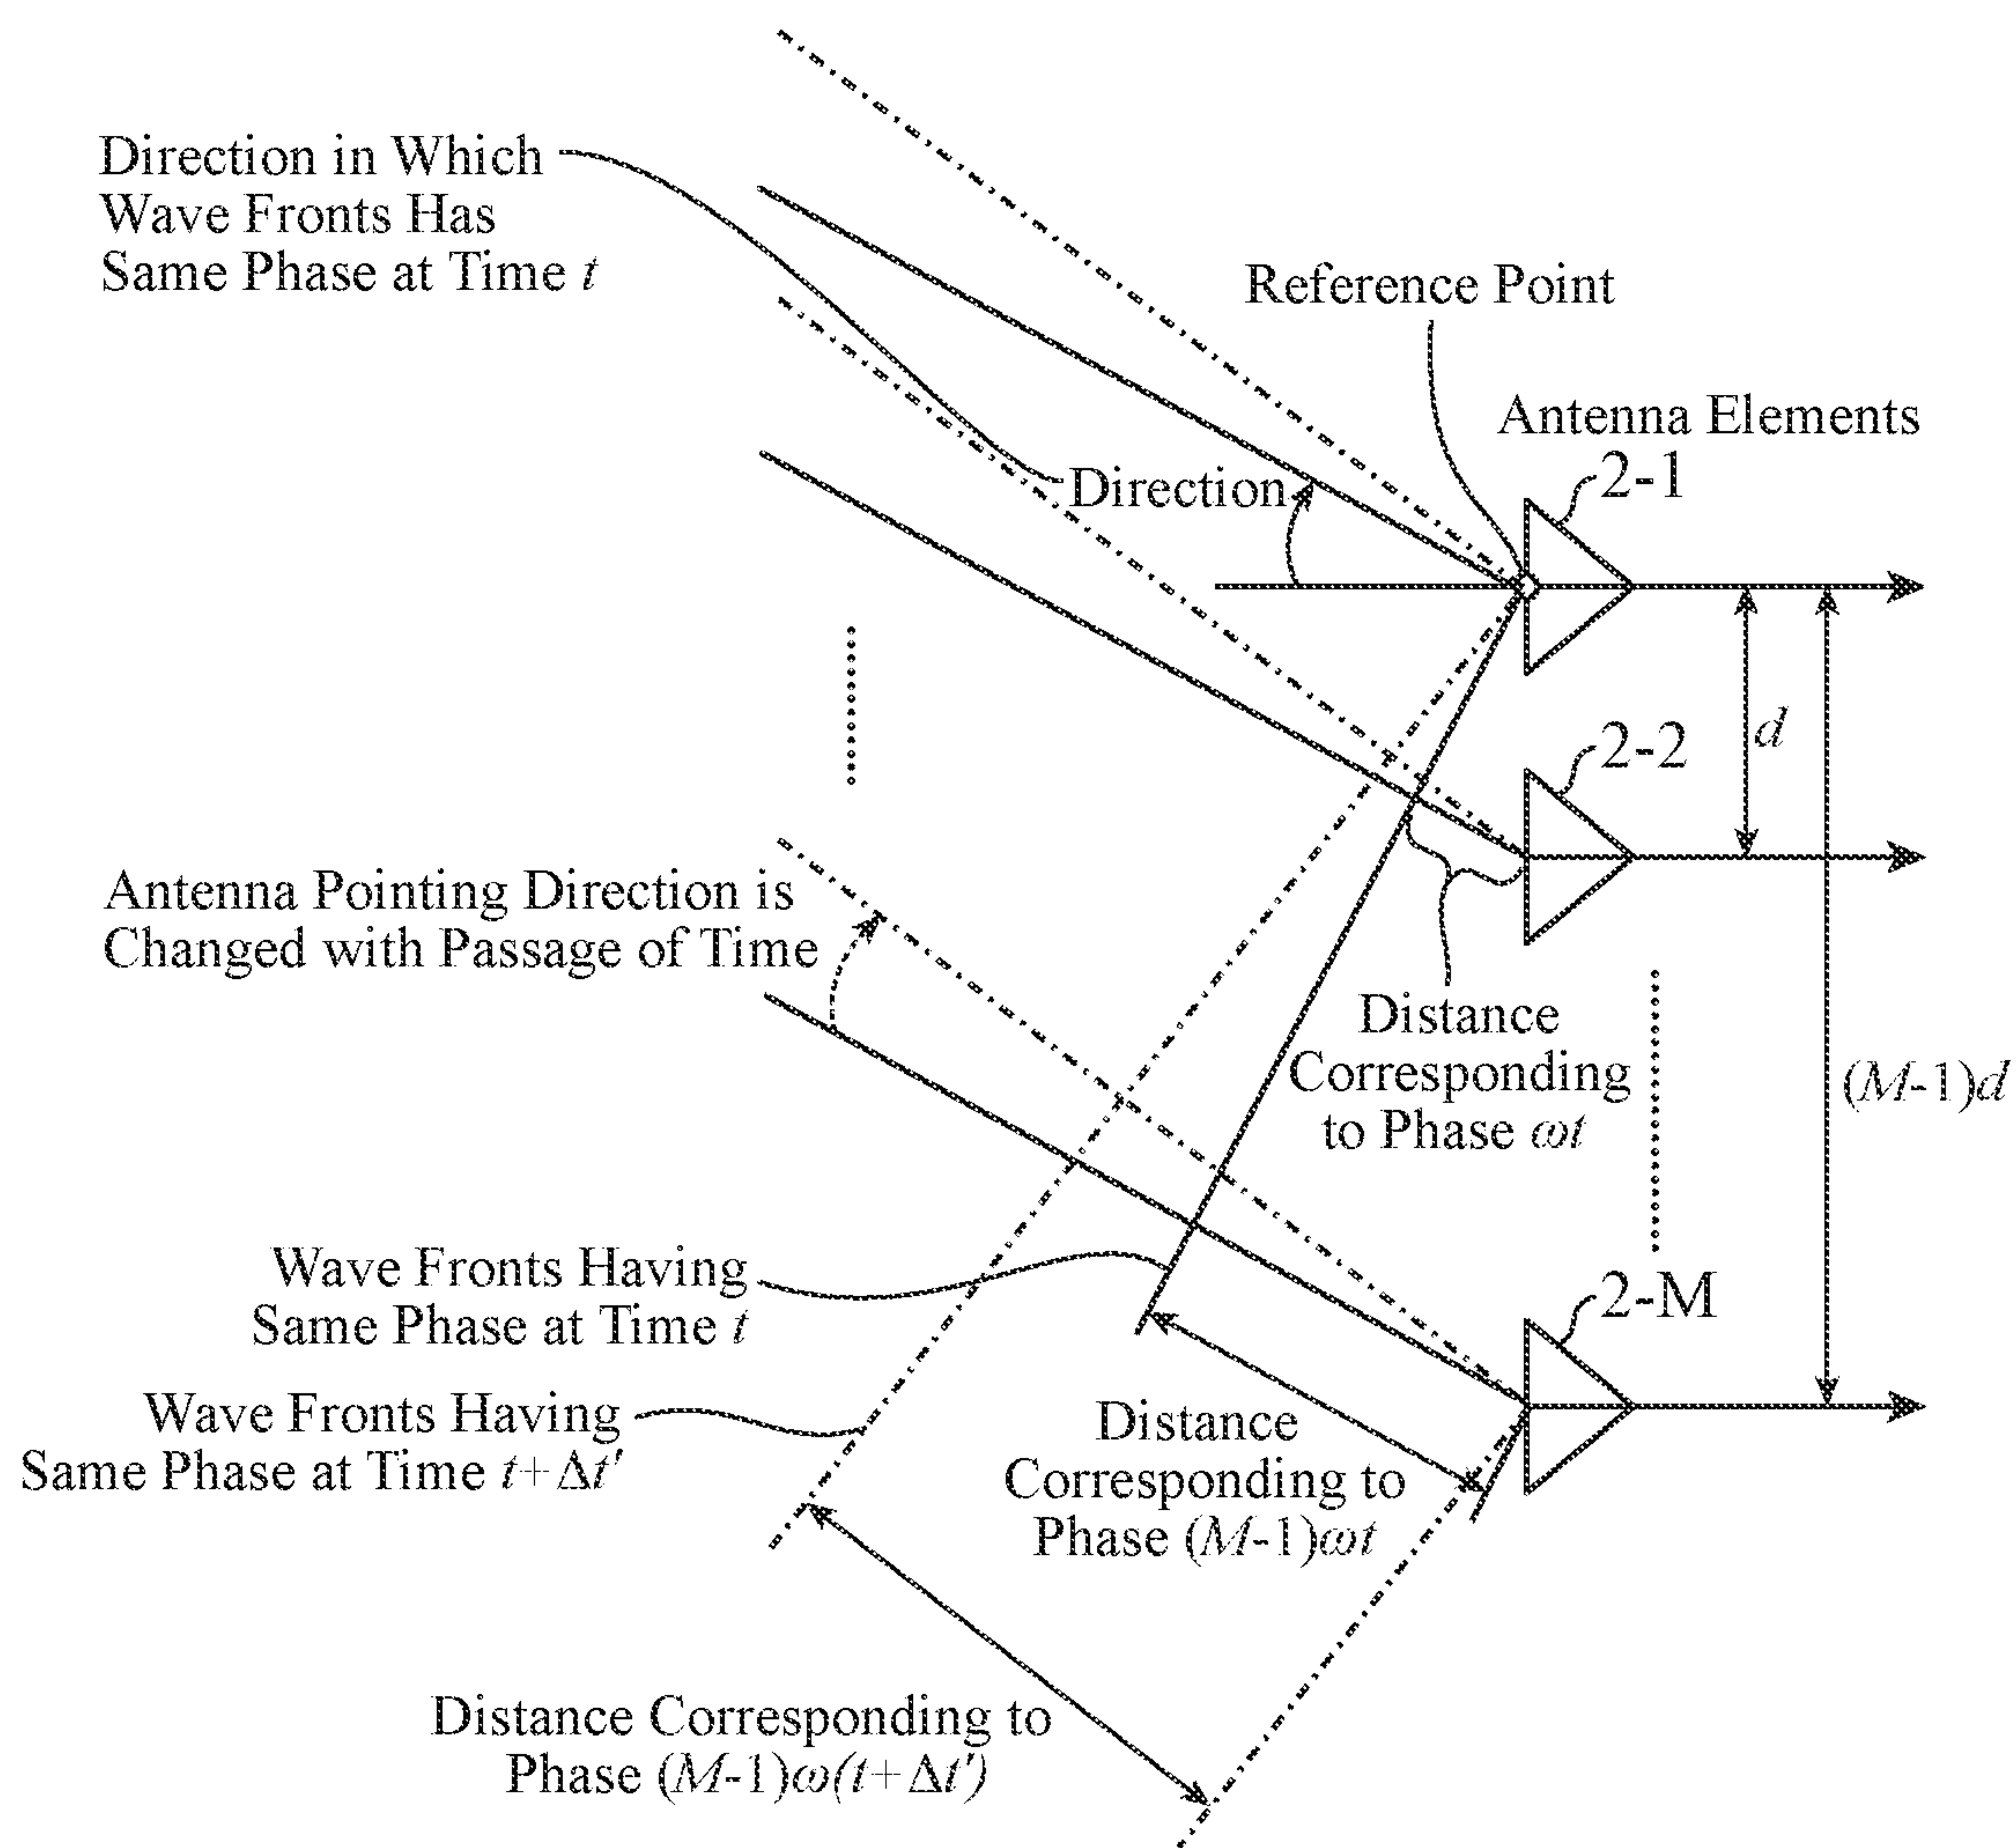 Direction in Which
Wave Fronts Has
Same Phase at Time t
Reference Point
Antenna Elements
2-1
Direction
d
2-2
Antenna Pointing Direction is
Changed with Passage of Time
Distance
Corresponding
to Phase ωt
(M-1)d
2-M
Wave Fronts Having
Same Phase at Time t
Wave Fronts Having
Same Phase at Time t+Δt'
Distance
Corresponding to
Phase (M-1)ωt
Distance Corresponding to
Phase (M-1)ω(t+Δt')